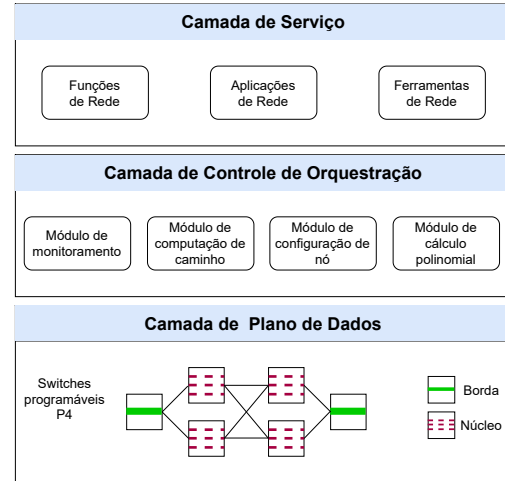 Camada de Serviço
Funções
de Rede
Aplicações
de Rede
Ferramentas
de Rede
Camada de Controle de Orquestração
Módulo de
monitoramento
Módulo de
computação de
caminho
Módulo de
configuração de
nó
Módulo de
cálculo
polinomial
Camada de Plano de Dados
Switches
programáveis
P4
Borda
Núcleo